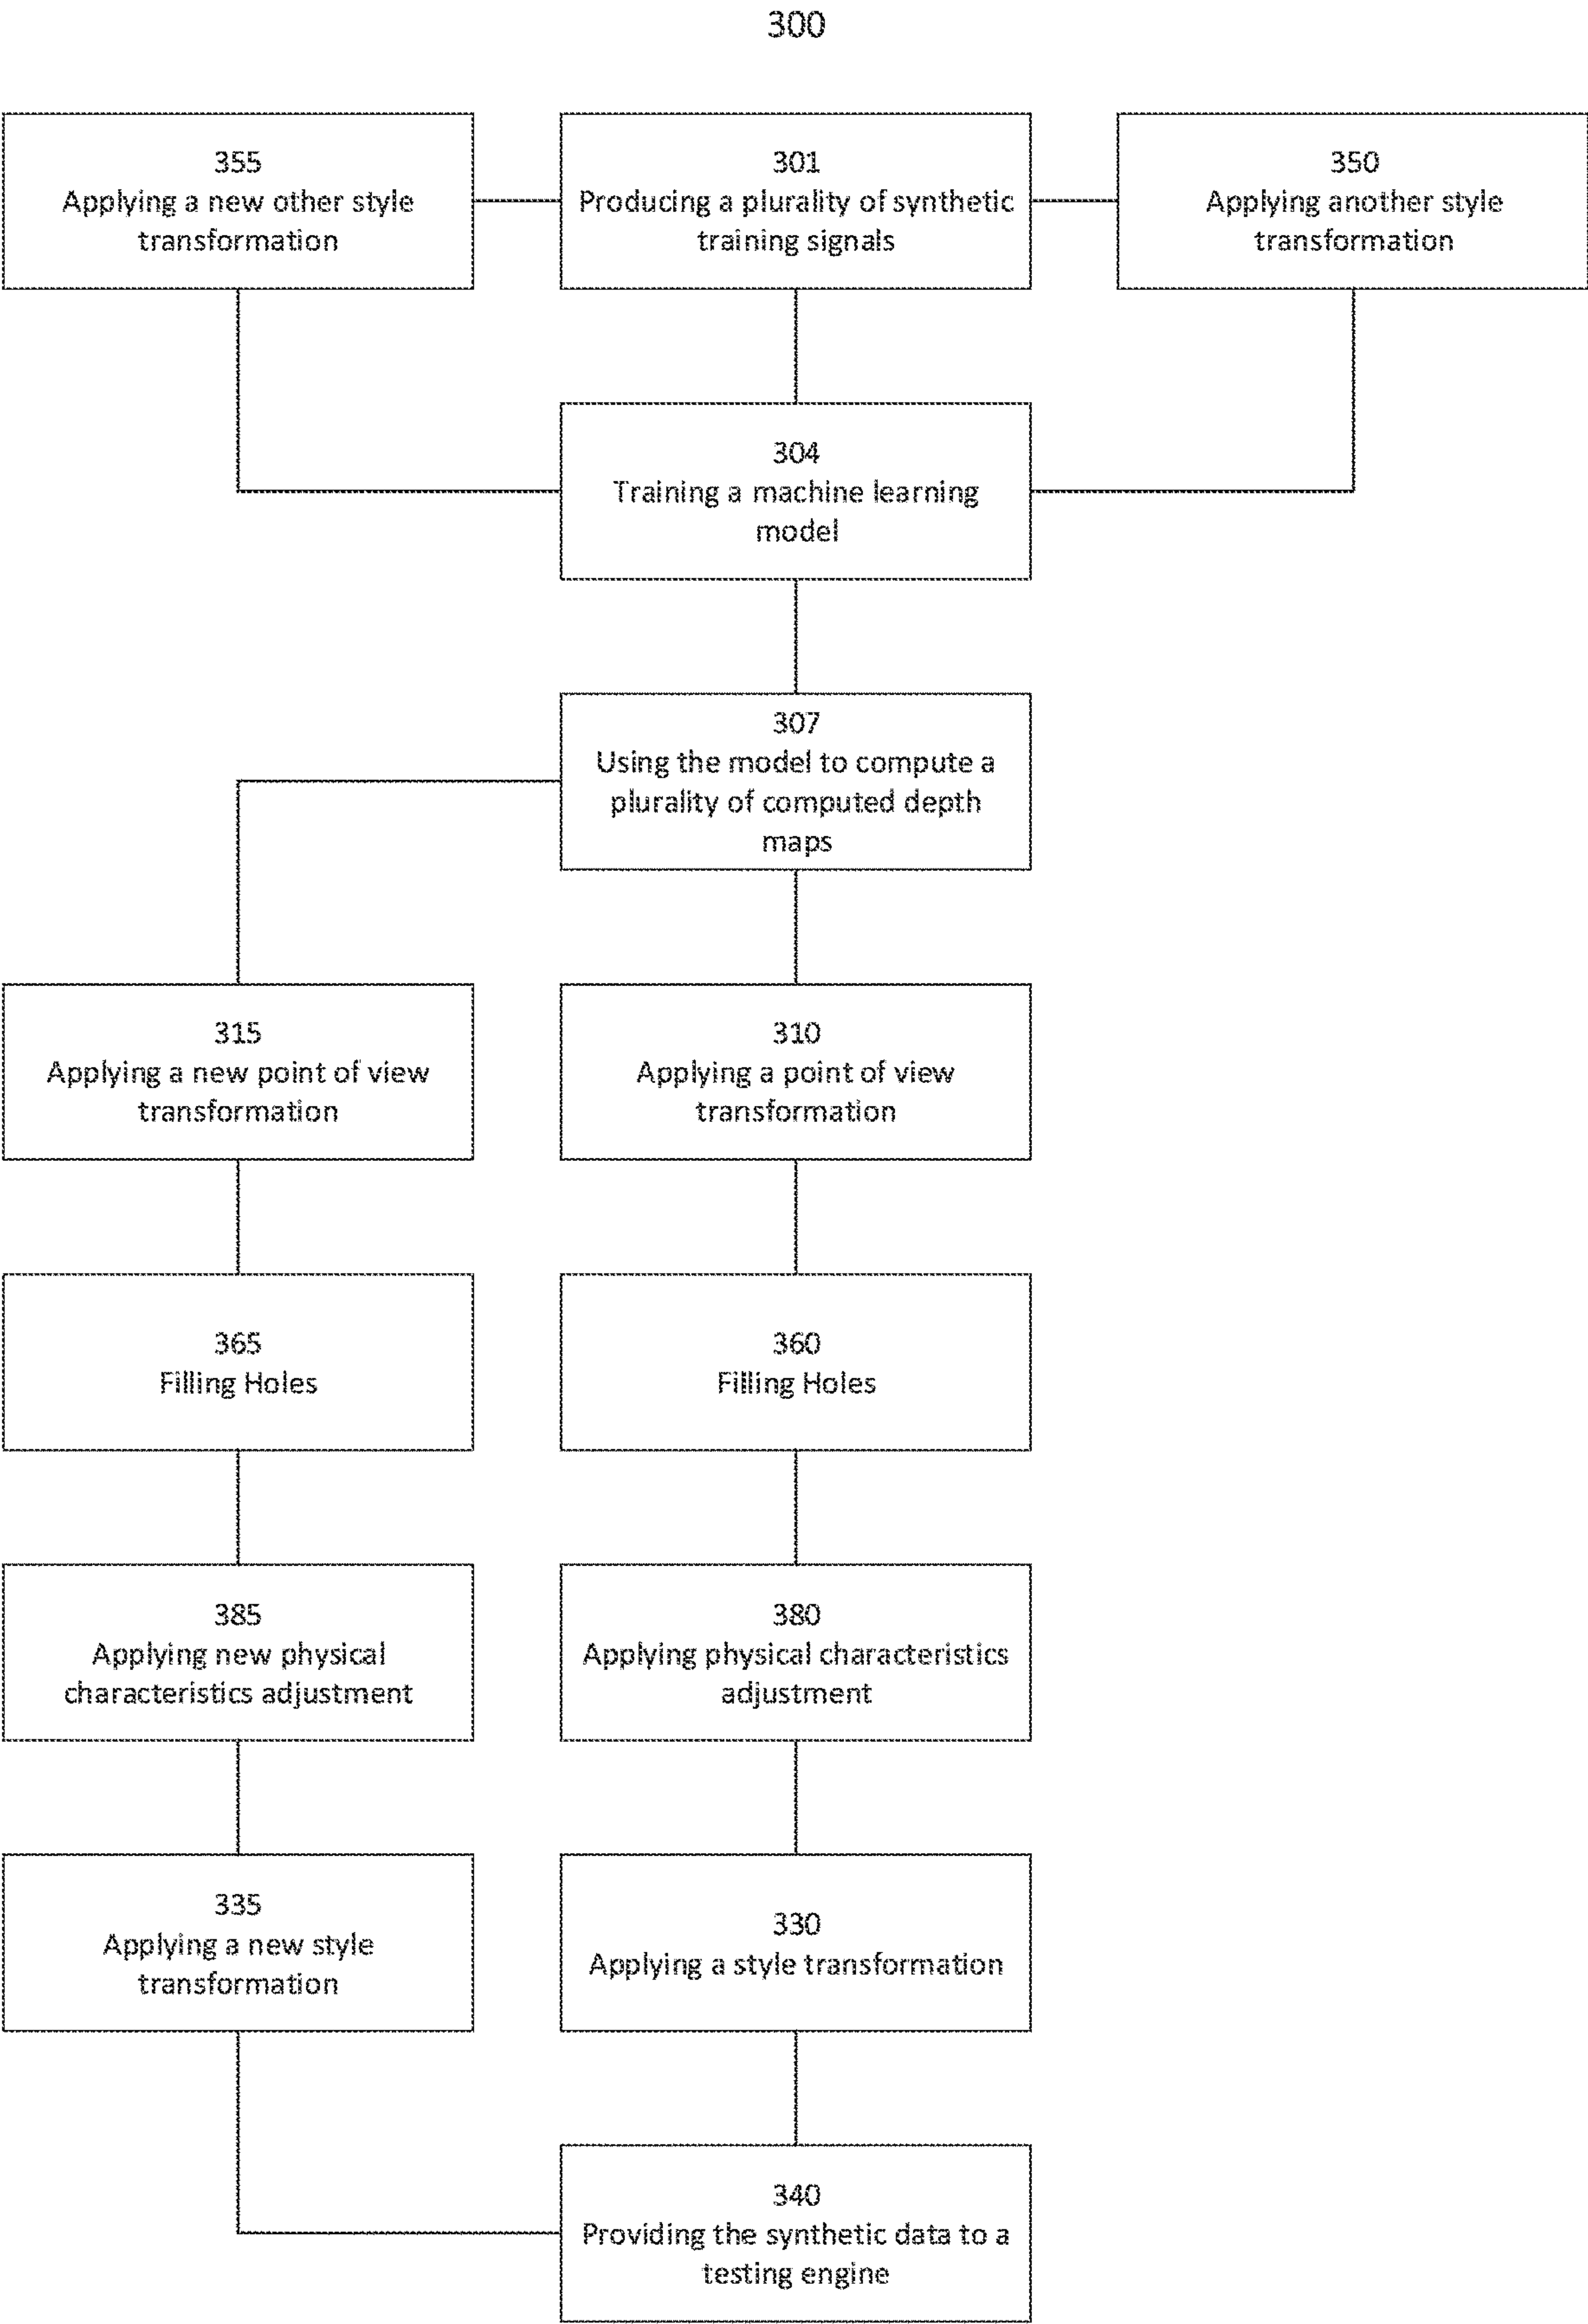 300
355
Applying a new other style
transformation
301
Producing a plurality of synthetic
training signals
350
Applying another style
transformation
304
Training a machine learning
model
307
Using the model to compute a
plurality of computed depth
maps
315
Applying a new point of view
transformation
310
Applying a point of view
transformation
365
Filling Holes
360
Filling Holes
385
Applying new physical
characteristics adjustment
380
Applying physical characteristics
adjustment
335
Applying a new style
transformation
330
Applying a style transformation
340
Providing the synthetic data to a
testing engine